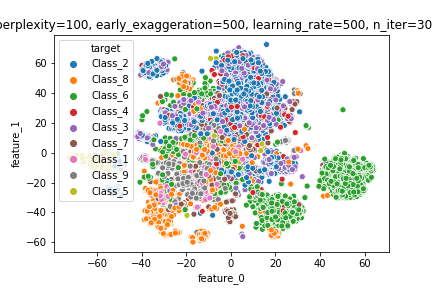 perplexity=100, early_exaggeration=500, learning_rate=500, n_iter=30
target
Class_2
Class_8
Class_6
Class_4
Class_3
Class_7
Class_1
Class_9
Class_5
feature_1
60
40
20
0
−20
−40
−60
−60 −40 −20 0 20 40 60
feature_0